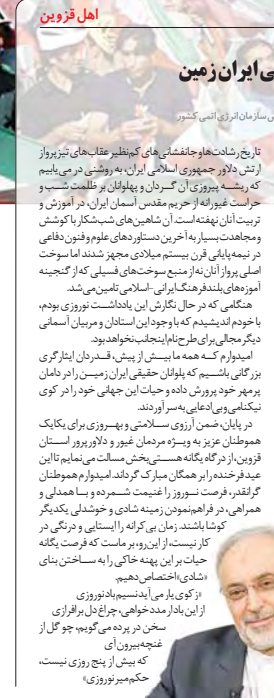 اهل قزوین
ی‌ایران‌زمین
سازمان انرژی اتمی کشور
تاریخ رشادت‌ها و جانفشانی‌های کم‌نظیر عقاب‌های تیزپرواز
ارتش دلاور جمهوری اسلامی ایران، به روشنی در می‌یابیم
که ریشه پیروزی آن گردان و پهلوانان بر ظلمت شب و
حراست غیورانه از حریم مقدس آسمان ایران، در آموزش و
تربیت آنان نهفته است. آن شاهین‌های شب‌شکار با کوشش
و مجاهدت بسیار به آخرین دستاوردهای علوم و فنون دفاعی
در نیمه پایانی قرن بیستم میلادی مجهز شدند اما سوخت
اصلی پرواز آنان نه از منبع سوخت‌های فسیلی که از گنجینه
آموزه‌های بلند فرهنگ ایرانی-اسلامی تامین می‌شد.
هنگامی که در حال نگارش این یادداشت نوروزی بودم،
با خودم اندیشیدم که با وجود این استادان و مربیان آسمانی
دیگر مجالی برای طرح نام اینجانب نخواهد بود.
امیدوارم که همه ما بیش از پیش، قدردان ایثارگری
بزرگانی باشیم که پهلوانان حقیقی ایران زمین را در دامان
پرمهر خود پرورش داده و حیات این جهانی خود را در کوی
نیکنامی و بی‌ادعایی به سر آوردند.
در پایان، ضمن آرزوی سلامتی و بهروزی برای یکایک
هموطنان عزیز به ویژه مردمان غیور و دلاورپرور استان
قزوین، از درگاه یگانه هستی‌بخش مسالت می‌نمایم تا این
عید فرخنده را بر همگان مبارک گرداند. امیدوارم هموطنان
گرانقدر، فرصت نوروز را غنیمت شمرده و با همدلی و
همراهی، در فراهم‌نمودن زمینه شادی و خوشدلی یکدیگر
کوشا باشند. زمان بی‌کرانه را ایستایی و درنگی در
کار نیست، از این‌رو، بر ماست که فرصت یگانه
حیات بر این پهنه خاکی را به ساختن بنای
«شادی» اختصاص دهیم.
«ز کوی یار می‌آید نسیم باد نوروزی
از این باد ار مدد خواهی، چراغ دل برافرازی
سخن در پرده می‌گویم، چو گل از
غنچه بیرون آی
که بیش از پنج روزی نیست،
حکم میر نوروزی»